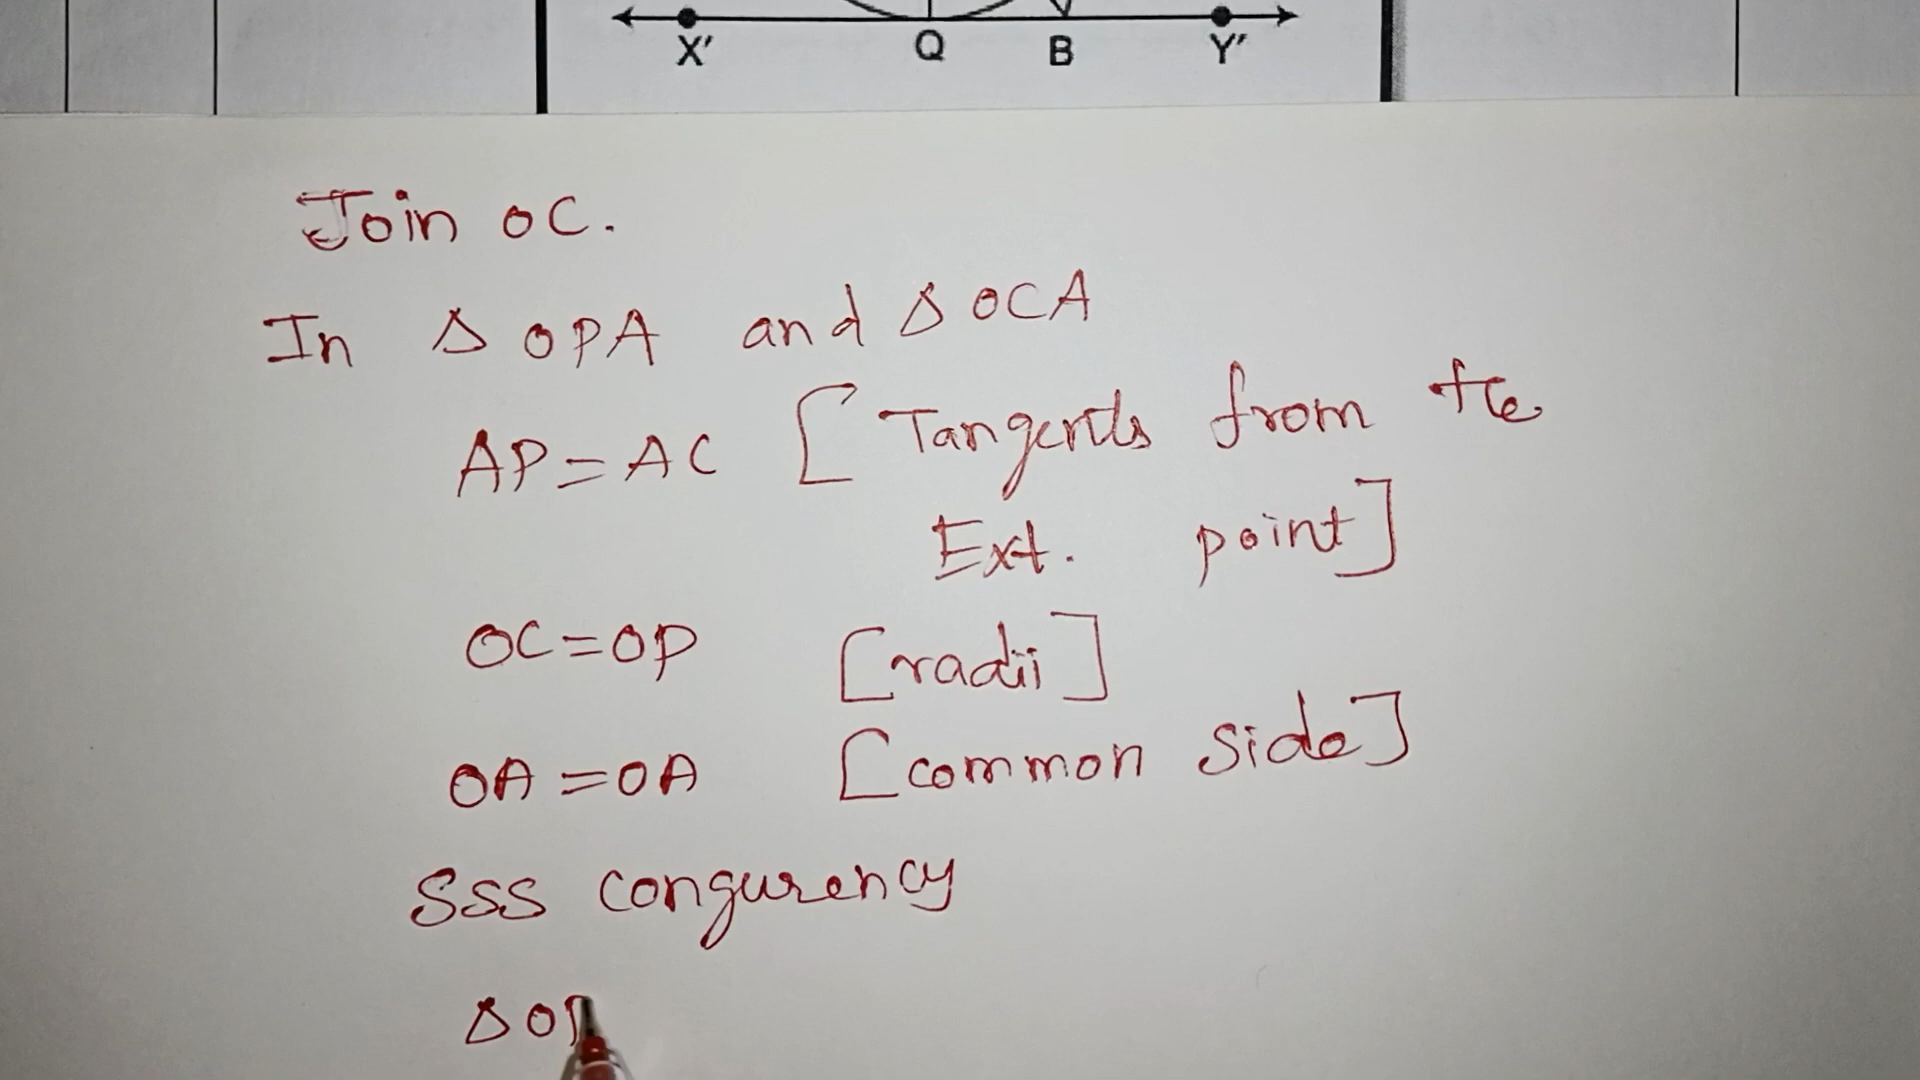 X′ Q B Y′
Join OC.
In Δ OPA and Δ OCA
AP = AC [Tangents from the
Ext. point]
OC = OP [radii]
OA = OA [common side]
SSS congurency
Δ OP